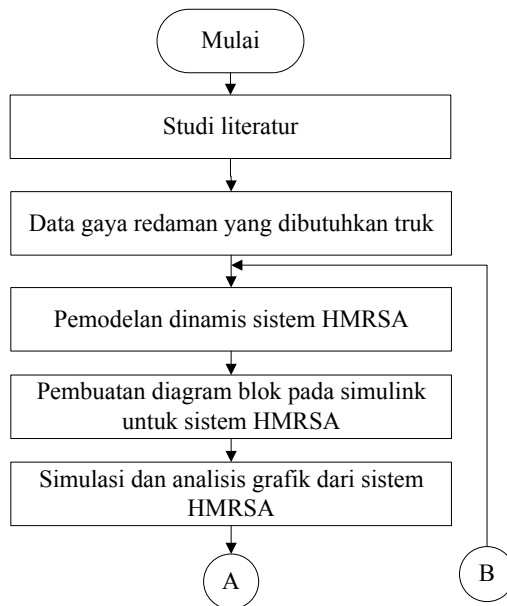 Mulai
Studi literatur
Data gaya redaman yang dibutuhkan truk
Pemodelan dinamis sistem HMRSA
Pembuatan diagram blok pada simulink
untuk sistem HMRSA
Simulasi dan analisis grafik dari sistem
HMRSA
A
B